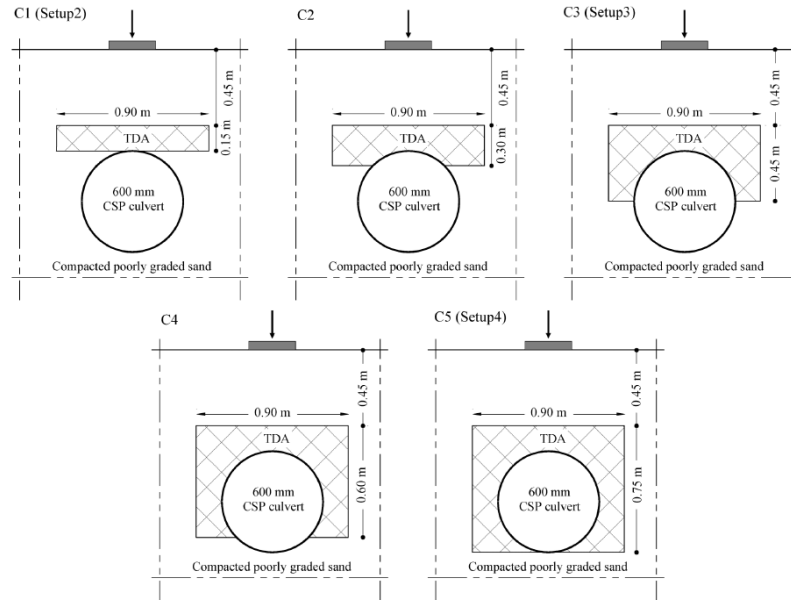 C1 (Setup2)
0.45 m
0.90 m
TDA
0.15 m
600 mm
CSP culvert
Compacted poorly graded sand
C2
0.45 m
0.90 m
TDA
0.30 m
600 mm
CSP culvert
Compacted poorly graded sand
C3 (Setup3)
0.45 m
0.90 m
TDA
0.45 m
600 mm
CSP culvert
Compacted poorly graded sand
C4
0.45 m
0.90 m
TDA
0.60 m
600 mm
CSP culvert
Compacted poorly graded sand
C5 (Setup4)
0.45 m
0.90 m
TDA
0.75 m
600 mm
CSP culvert
Compacted poorly graded sand